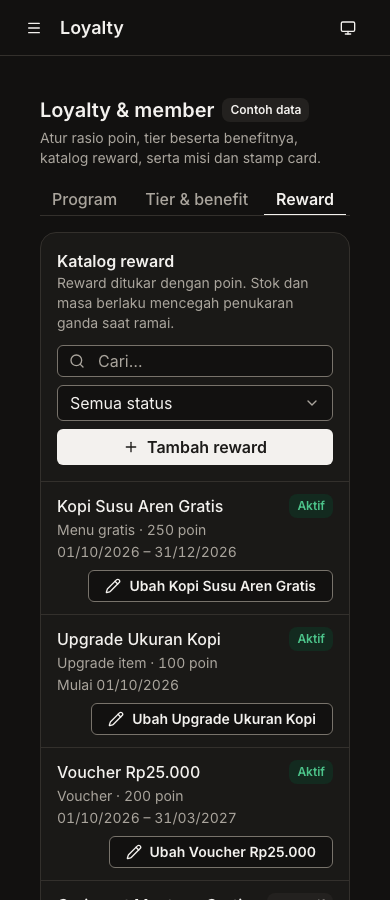 Loyalty
Loyalty & member
Contoh data
Atur rasio poin, tier beserta benefitnya,
katalog reward, serta misi dan stamp card.
Program
Tier & benefit
Reward
Katalog reward
Reward ditukar dengan poin. Stok dan
masa berlaku mencegah penukaran
ganda saat ramai.
Cari...
Semua status
Tambah reward
Kopi Susu Aren Gratis
Aktif
Menu gratis · 250 poin
01/10/2026 – 31/12/2026
Ubah Kopi Susu Aren Gratis
Upgrade Ukuran Kopi
Aktif
Upgrade item · 100 poin
Mulai 01/10/2026
Ubah Upgrade Ukuran Kopi
Voucher Rp25.000
Aktif
Voucher · 200 poin
01/10/2026 – 31/03/2027
Ubah Voucher Rp25.000